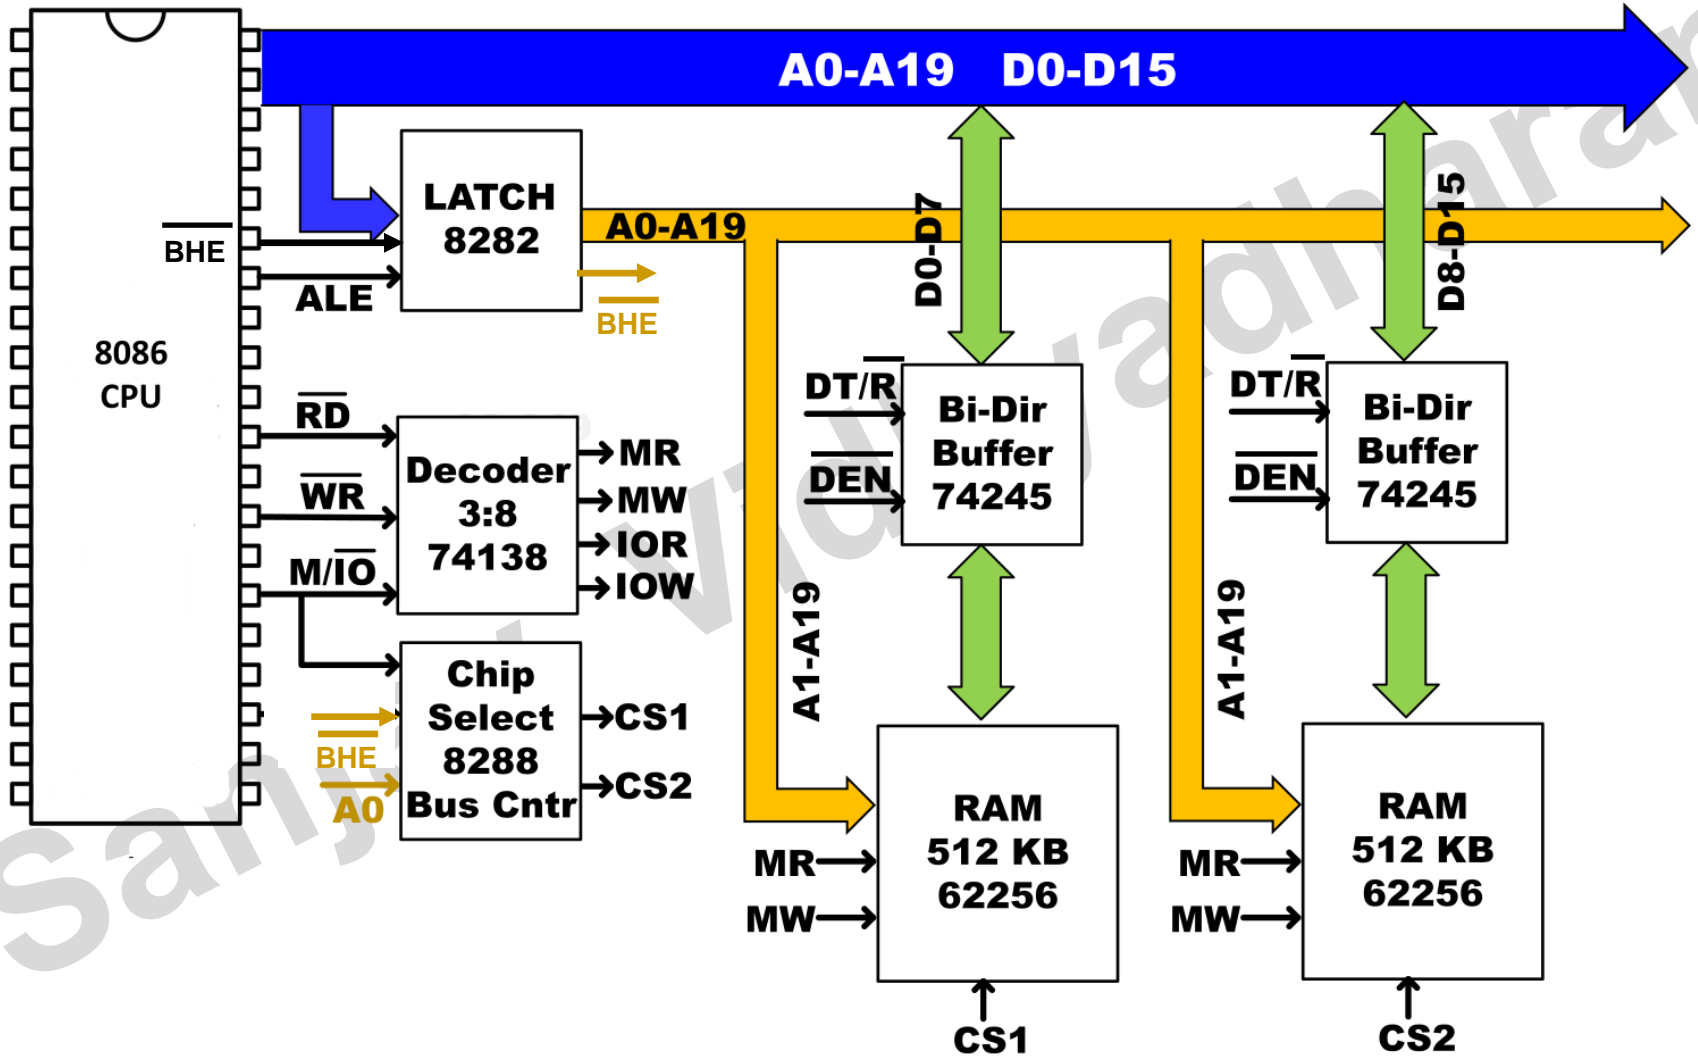 A0-A19 D0-D15
LATCH
8282
A0-A19
BHE
BHE
ALE
D0-D7
D8-D15
8086
CPU
RD
WR
M/IO
Decoder
3:8
74138
MR
MW
IOR
IOW
DT/R
DEN
Bi-Dir
Buffer
74245
DT/R
DEN
Bi-Dir
Buffer
74245
BHE
A0
Chip
Select
8288
Bus Cntr
CS1
CS2
A1-A19
A1-A19
MR
MW
RAM
512 KB
62256
CS1
MR
MW
RAM
512 KB
62256
CS2
Sanjay Vidhyadharan